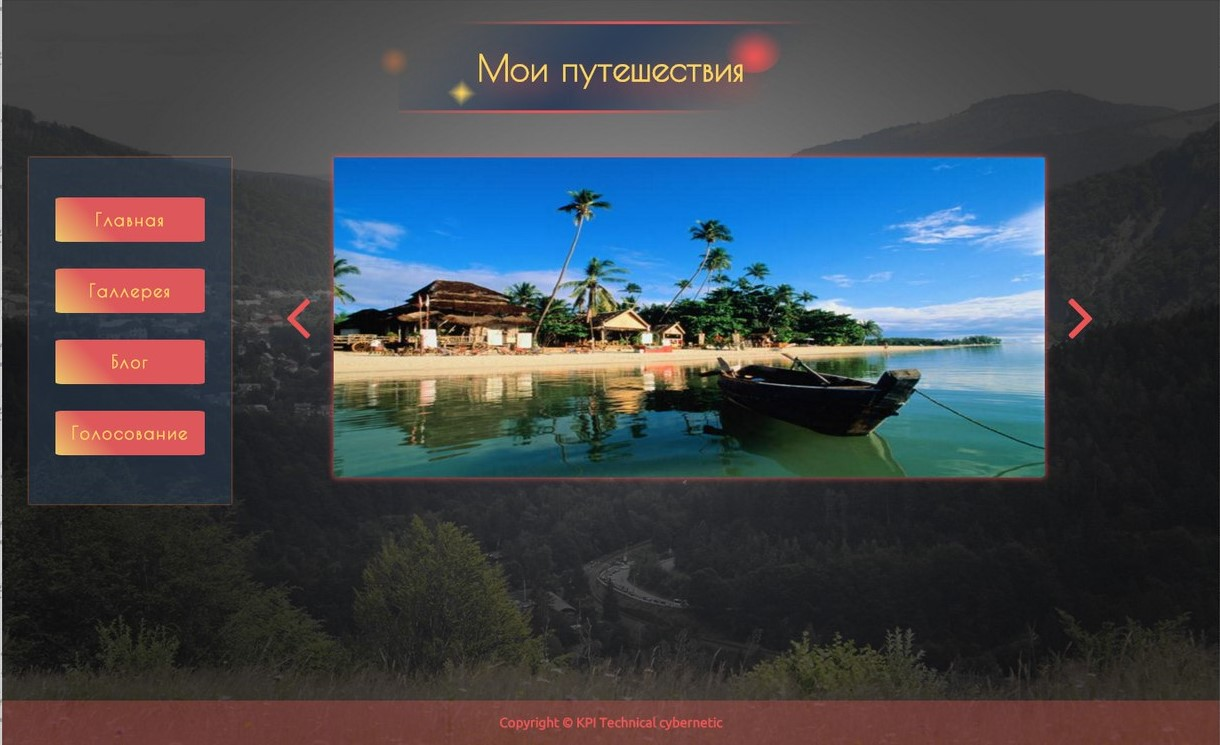 Мои путешествия
Главная
Галлерея
Блог
Голосование
Copyright © KPI Technical cybernetic